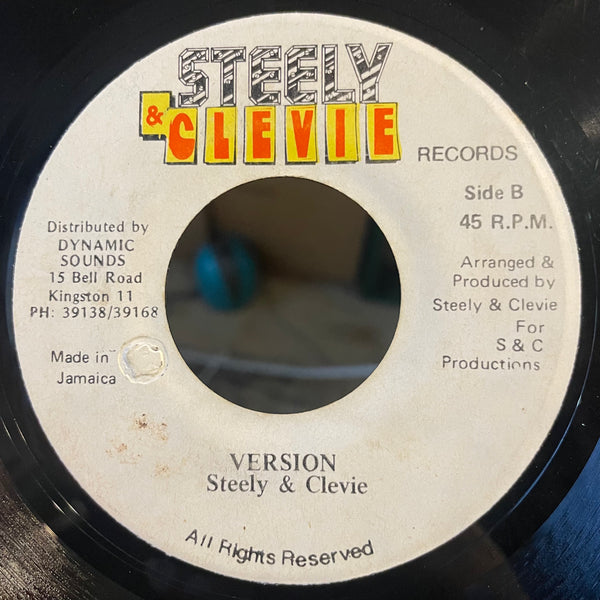 STEELY
& CLEVIE
RECORDS
Side B
45 R.P.M.
Distributed by
DYNAMIC
SOUNDS
15 Bell Road
Kingston 11
PH: 39138/39168
Made in
Jamaica
Arranged &
Produced by
Steely & Clevie
For
S & C
Productions
VERSION
Steely & Clevie
All Rights Reserved